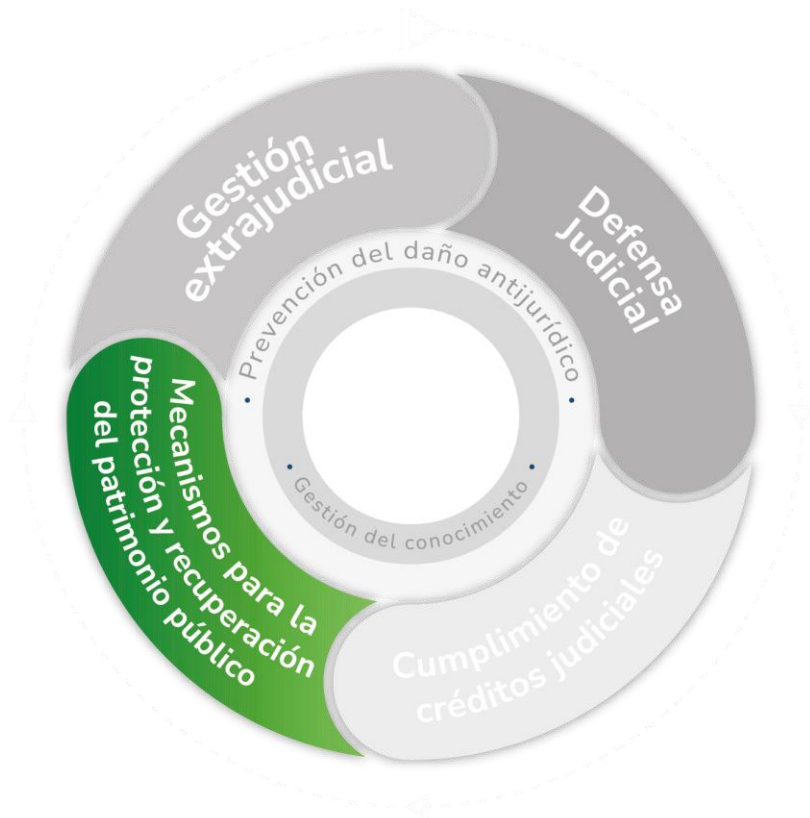 Gestión
extrajudicial
Defensa
Judicial
Prevención del daño antijurídico
Gestión del conocimiento
Mecanismos para la
protección y recuperación
del patrimonio público
Cumplimiento de
créditos judiciales